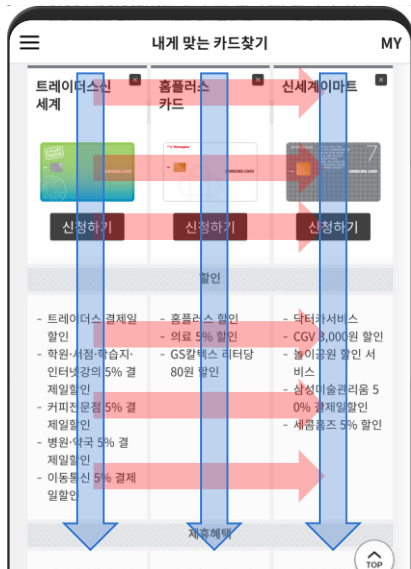 내게 맞는 카드찾기
MY
트레이더스신
세계
홈플러스
카드
신세계이마트
SAMSUNG CARD
SAMSUNG CARD
7
SAMSUNG CARD
신청하기
신청하기
신청하기
할인
- 트레이더스 결제일
할인
- 학원·서점·학습지·
인터넷강의 5% 결
제일할인
- 커피전문점 5% 결
제일할인
- 병원·약국 5% 결
제일할인
- 이동통신 5% 결제
일할인
- 홈플러스 할인
- 의료 5% 할인
- GS칼텍스 리터당
80원 할인
- 닥터카서비스
- CGV 3,000원 할인
- 놀이공원 할인 서
비스
- 삼성미술관리움 5
0% 결제일할인
- 세콤홈즈 5% 할인
제휴혜택
TOP